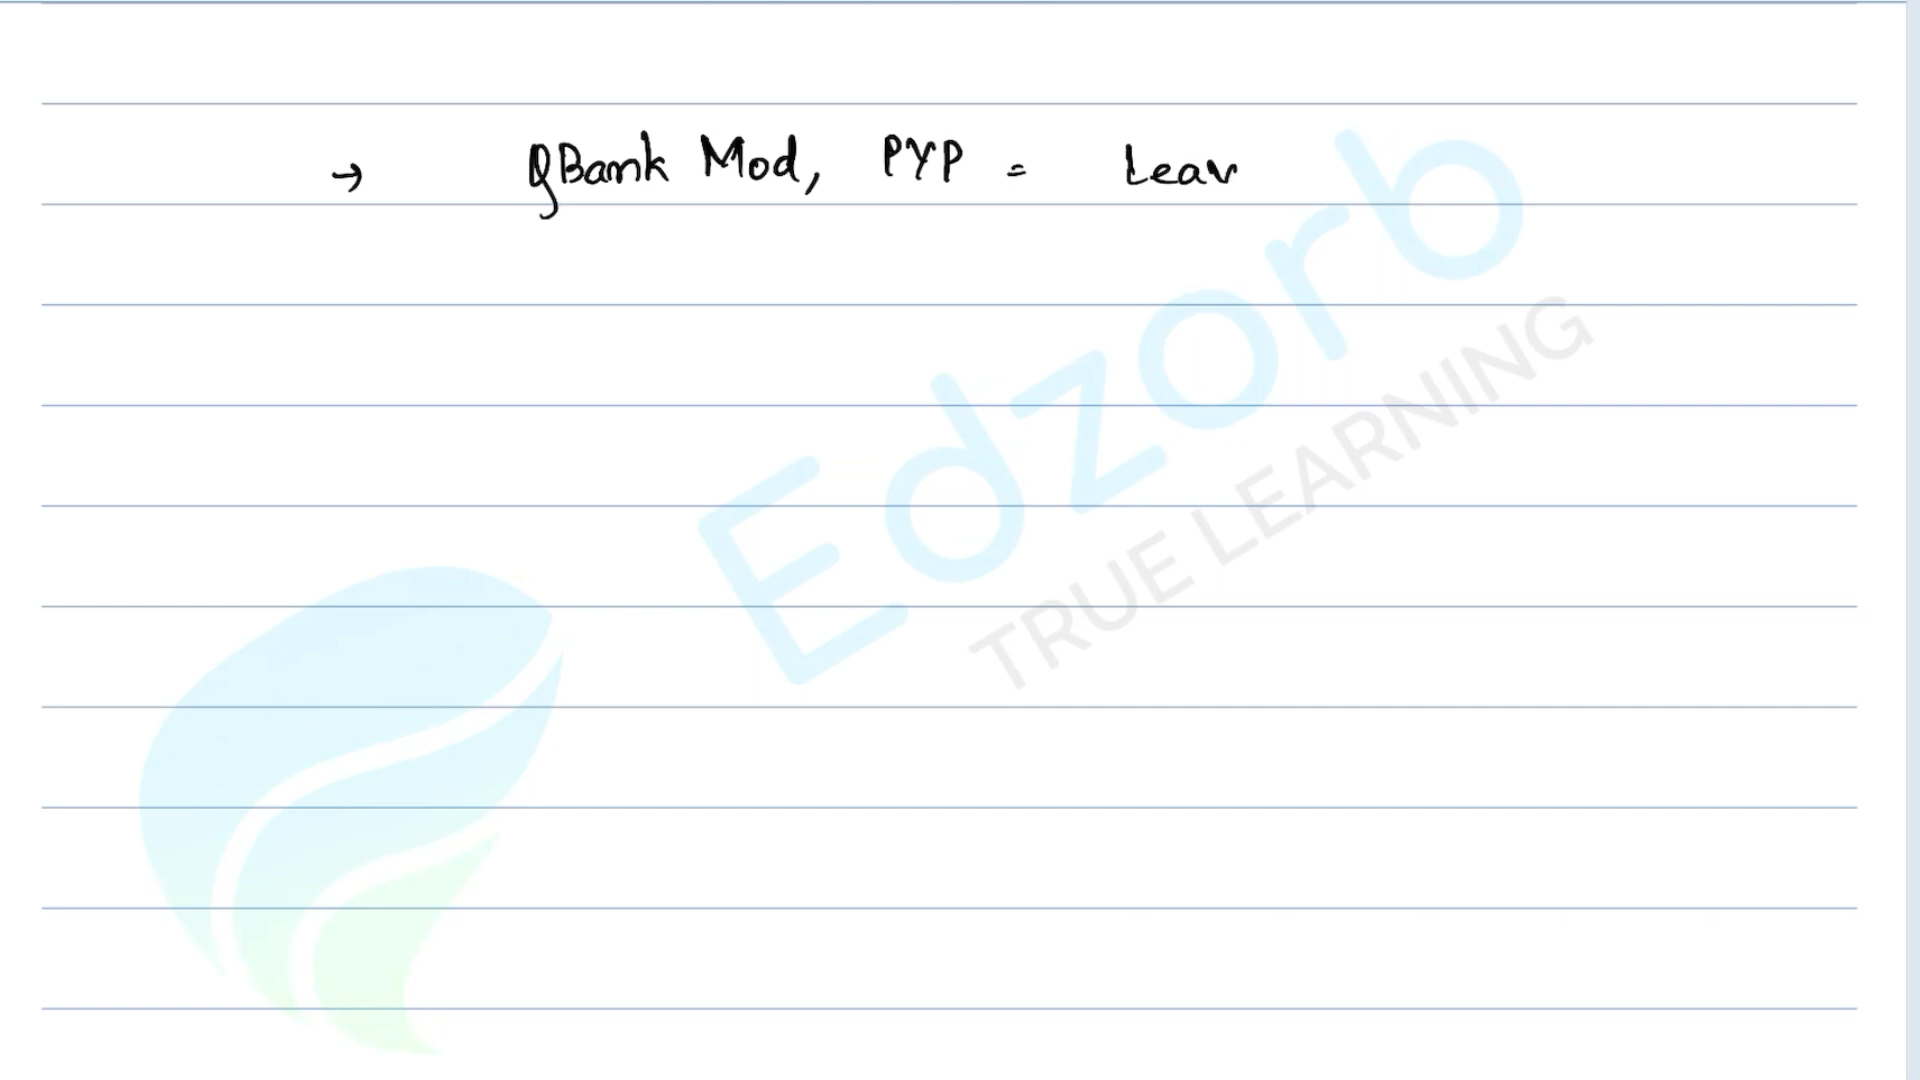 → QBank Mod, PYP = Lear
Edzorb
TRUE LEARNING